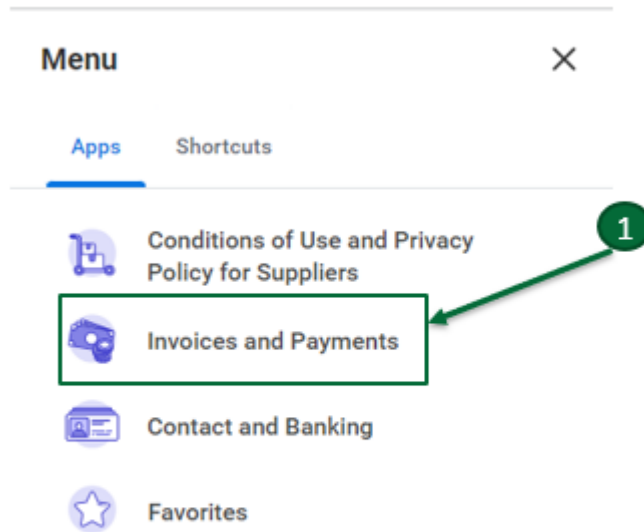 Menu
Apps Shortcuts
Conditions of Use and Privacy
Policy for Suppliers
1
Invoices and Payments
Contact and Banking
Favorites